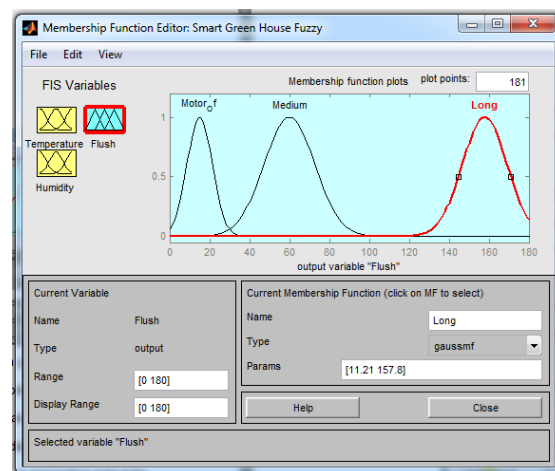 Membership Function Editor: Smart Green House Fuzzy
File Edit View
FIS Variables
Temperature Flush
Humidity
Membership function plots plot points: 181
Motor_of Medium Long
1
0.5
0
0 20 40 60 80 100 120 140 160 180
output variable "Flush"
Current Variable
Name Flush
Type output
Range [0 180]
Display Range [0 180]
Current Membership Function (click on MF to select)
Name Long
Type gaussmf
Params [11.21 157.8]
Help Close
Selected variable "Flush"